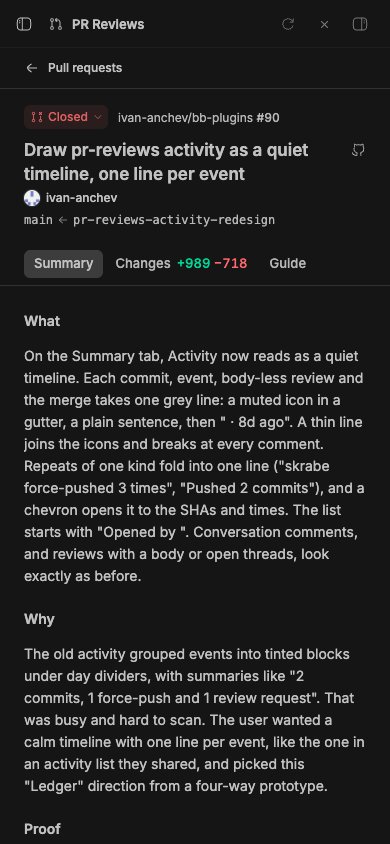 PR Reviews
Pull requests
Closed
ivan-anchev/bb-plugins #90
Draw pr-reviews activity as a quiet
timeline, one line per event
ivan-anchev
main ← pr-reviews-activity-redesign
Summary Changes +989 −718 Guide
What
On the Summary tab, Activity now reads as a quiet
timeline. Each commit, event, body-less review and
the merge takes one grey line: a muted icon in a
gutter, a plain sentence, then " · 8d ago". A thin line
joins the icons and breaks at every comment.
Repeats of one kind fold into one line ("skrabe
force-pushed 3 times", "Pushed 2 commits"), and a
chevron opens it to the SHAs and times. The list
starts with "Opened by ". Conversation comments,
and reviews with a body or open threads, look
exactly as before.
Why
The old activity grouped events into tinted blocks
under day dividers, with summaries like "2
commits, 1 force-push and 1 review request". That
was busy and hard to scan. The user wanted a
calm timeline with one line per event, like the one in
an activity list they shared, and picked this
"Ledger" direction from a four-way prototype.
Proof